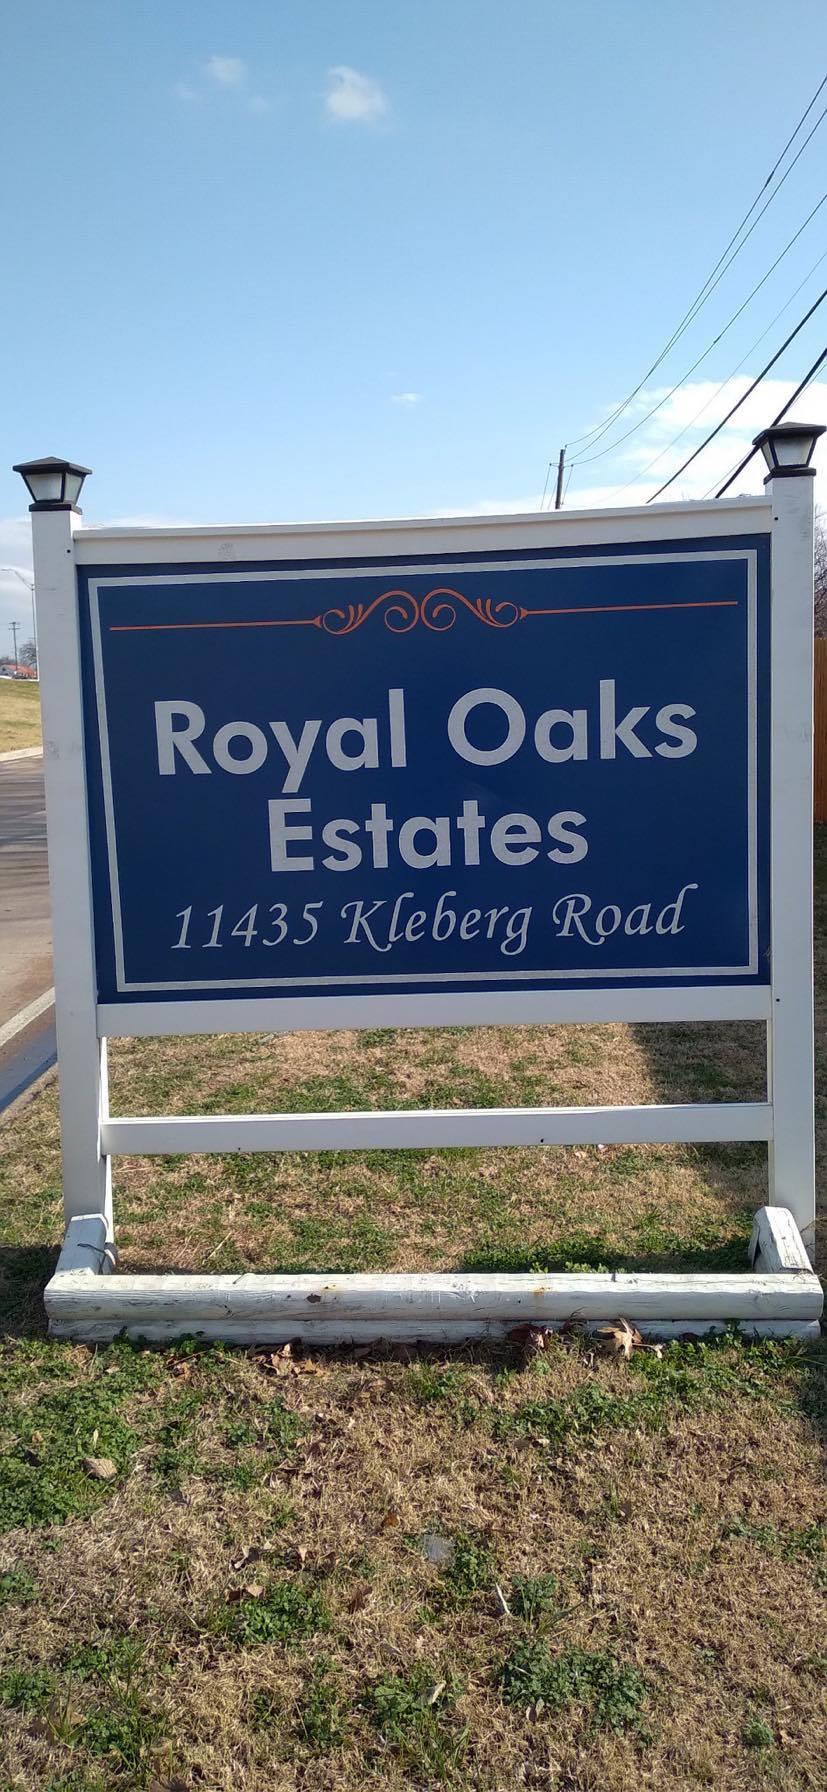 Royal Oaks
Estates
11435 Kleberg Road